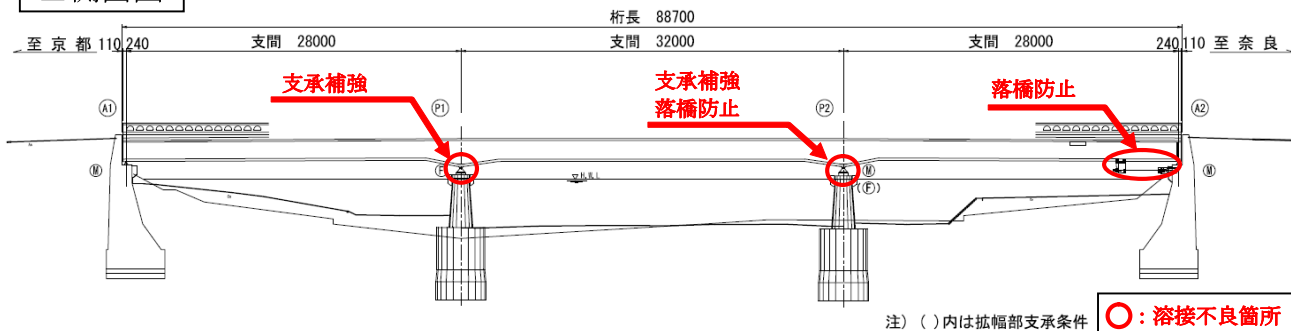 桁長 88700
至 京 都 110 240 支間 28000 支間 32000 支間 28000 240 110 至 奈 良
支承補強 支承補強 落橋防止
落橋防止
A1 P1 P2 A2
M F H.W.L M M
(F)
注) ( )内は拡幅部支承条件
○:溶接不良箇所